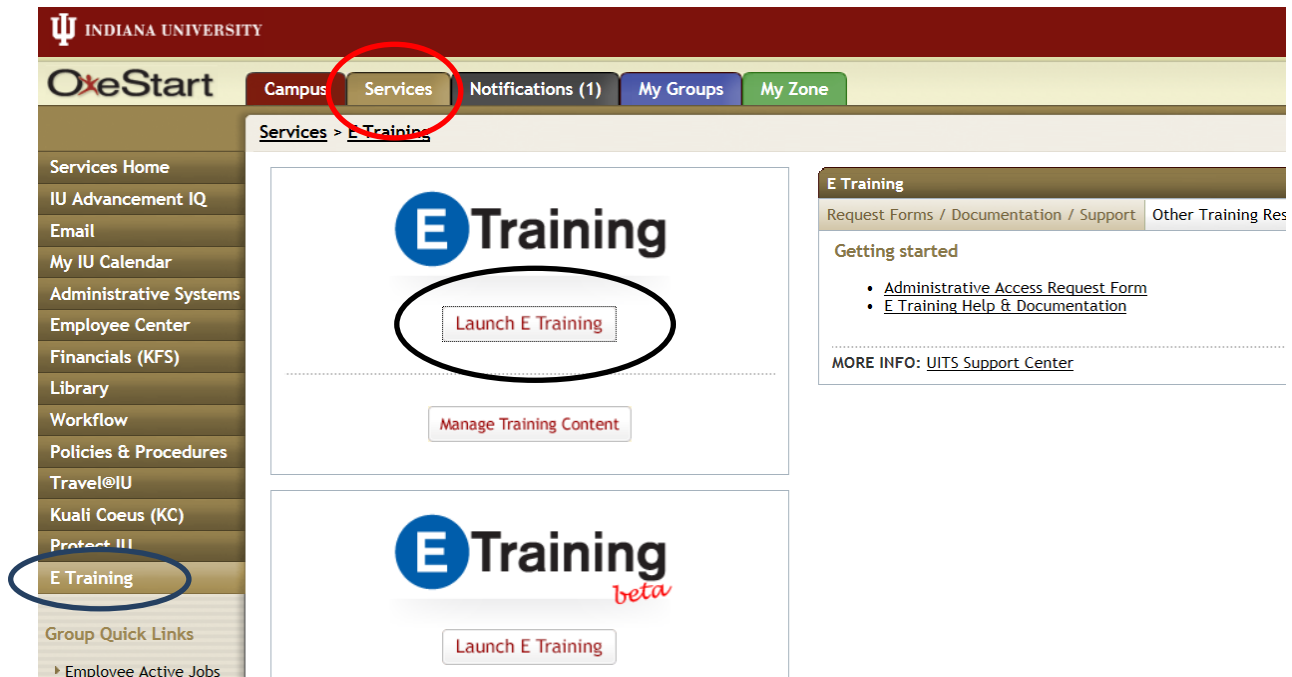 INDIANA UNIVERSITY
OneStart
Campus Services Notifications (1) My Groups My Zone
Services > E Training
Services Home
IU Advancement IQ
Email
My IU Calendar
Administrative Systems
Employee Center
Financials (KFS)
Library
Workflow
Policies & Procedures
Travel@IU
Kuali Coeus (KC)
Protect IU
E Training
Group Quick Links
Employee Active Jobs
E Training
Launch E Training
Manage Training Content
E Training
beta
Launch E Training
E Training
Request Forms / Documentation / Support Other Training Res
Getting started
• Administrative Access Request Form
• E Training Help & Documentation
MORE INFO: UITS Support Center